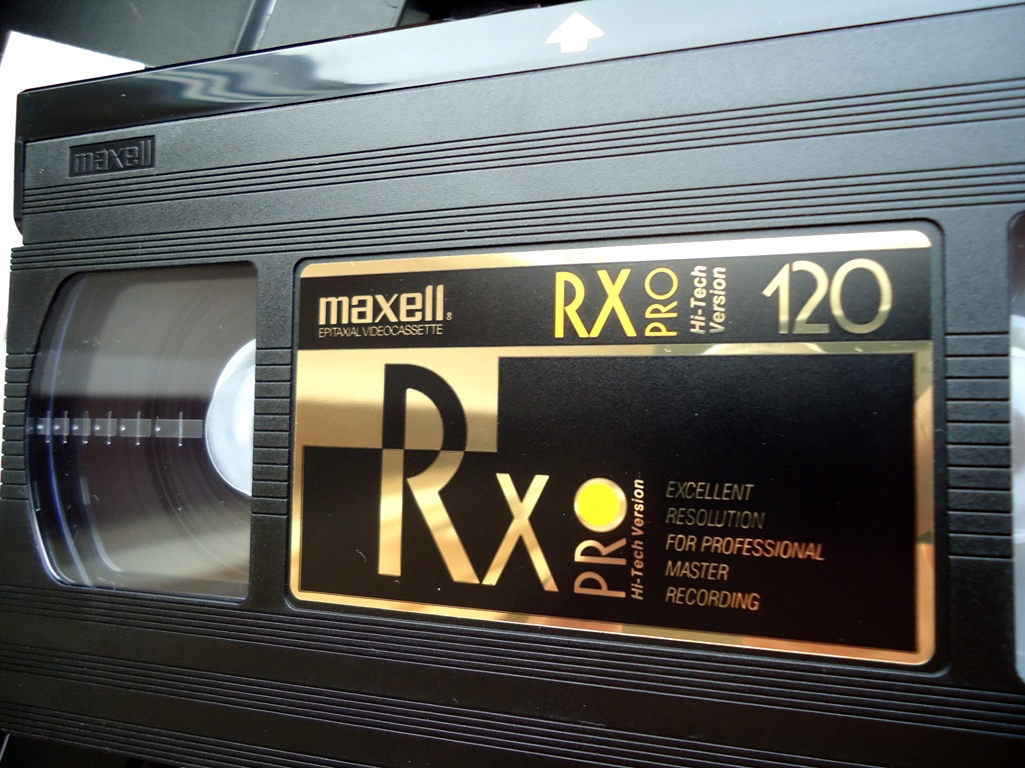 maxell
maxell®
EPITAXIAL VIDEOCASSETTE
RX PRO Hi-Tech Version 120
Rx PRO Hi-Tech Version
EXCELLENT
RESOLUTION
FOR PROFESSIONAL
MASTER
RECORDING